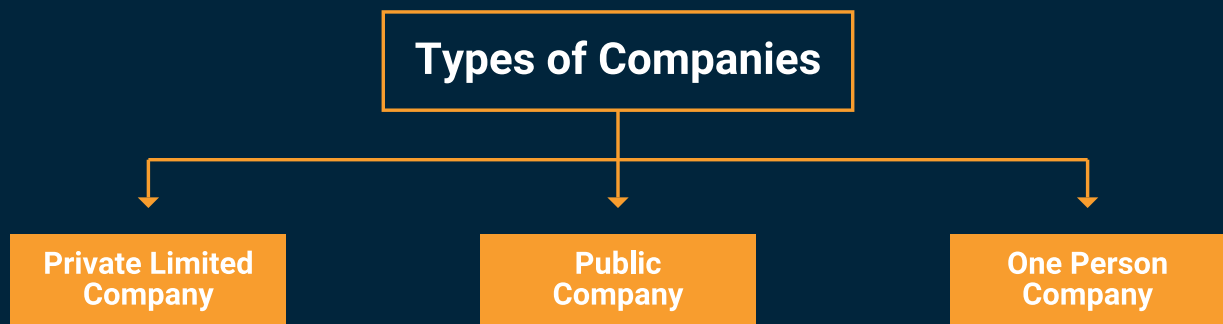 Types of Companies
Private Limited
Company
Public
Company
One Person
Company